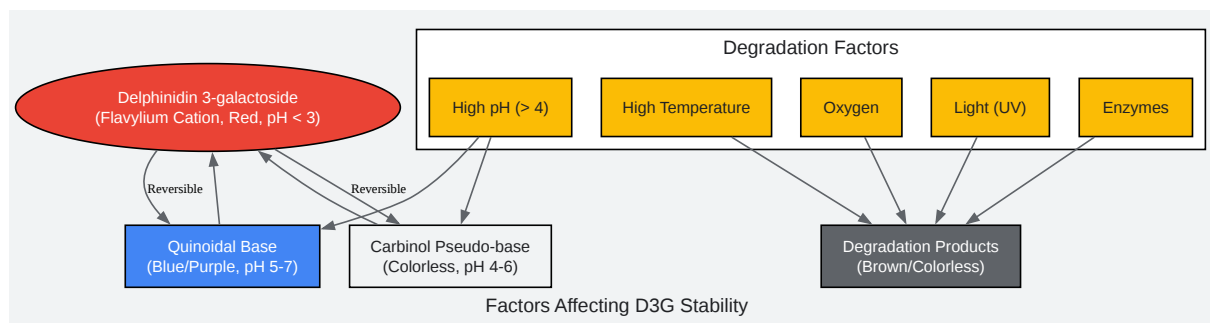 Degradation Factors
Delphinidin 3-galactoside
(Flavylium Cation, Red, pH < 3)
High pH (> 4)
High Temperature
Oxygen
Light (UV)
Enzymes
Reversible
Reversible
Quinoidal Base
(Blue/Purple, pH 5-7)
Carbinol Pseudo-base
(Colorless, pH 4-6)
Degradation Products
(Brown/Colorless)
Factors Affecting D3G Stability